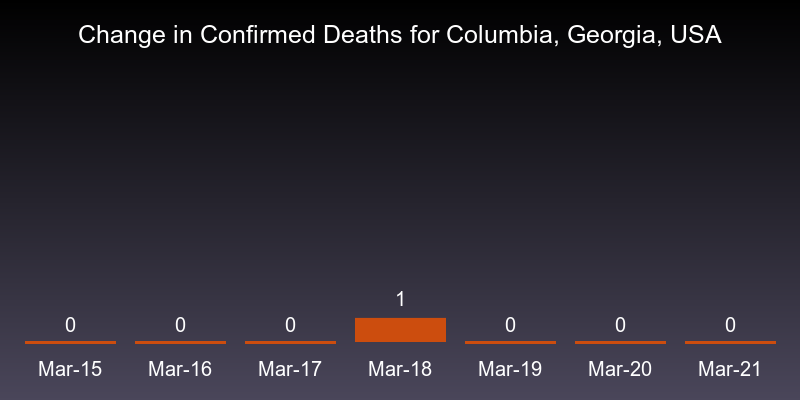 Change in Confirmed Deaths for Columbia, Georgia, USA
1
0 0 0 0 0 0
Mar-15 Mar-16 Mar-17 Mar-18 Mar-19 Mar-20 Mar-21